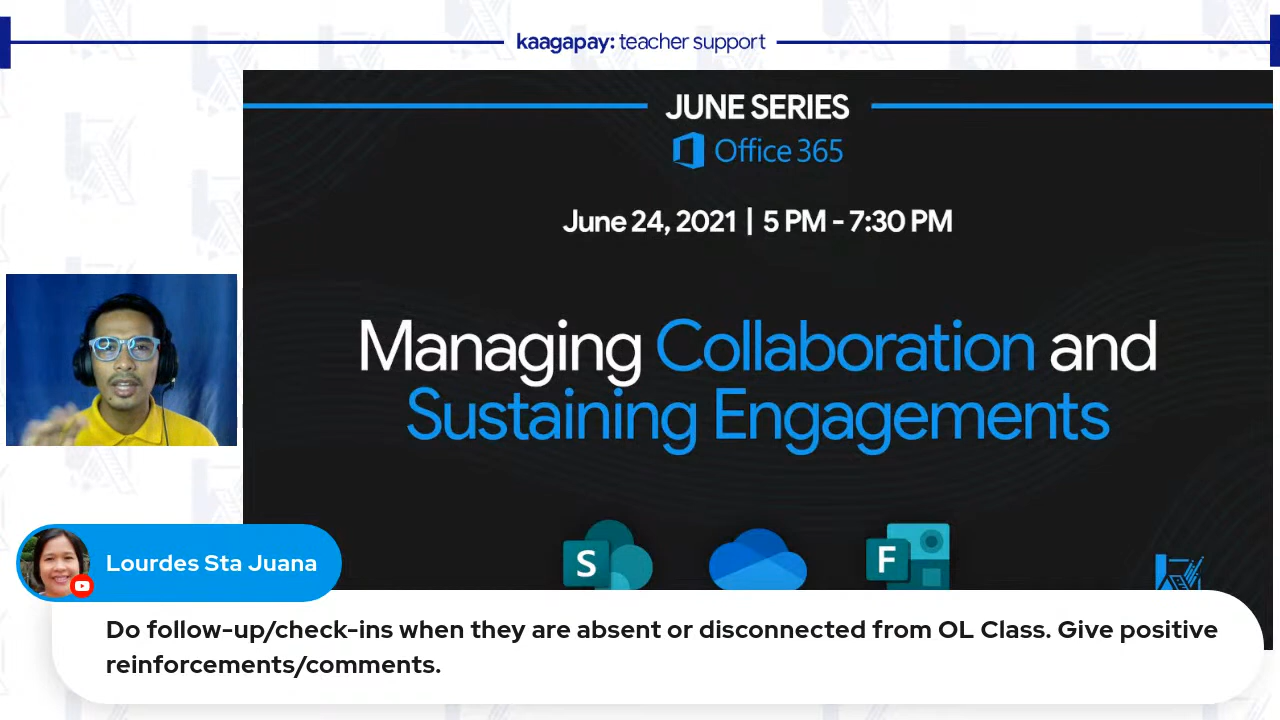 kaagapay: teacher support
JUNE SERIES
Office 365
June 24, 2021 | 5 PM - 7:30 PM
Managing Collaboration and
Sustaining Engagements
S
F
Lourdes Sta Juana
Do follow-up/check-ins when they are absent or disconnected from OL Class. Give positive
reinforcements/comments.